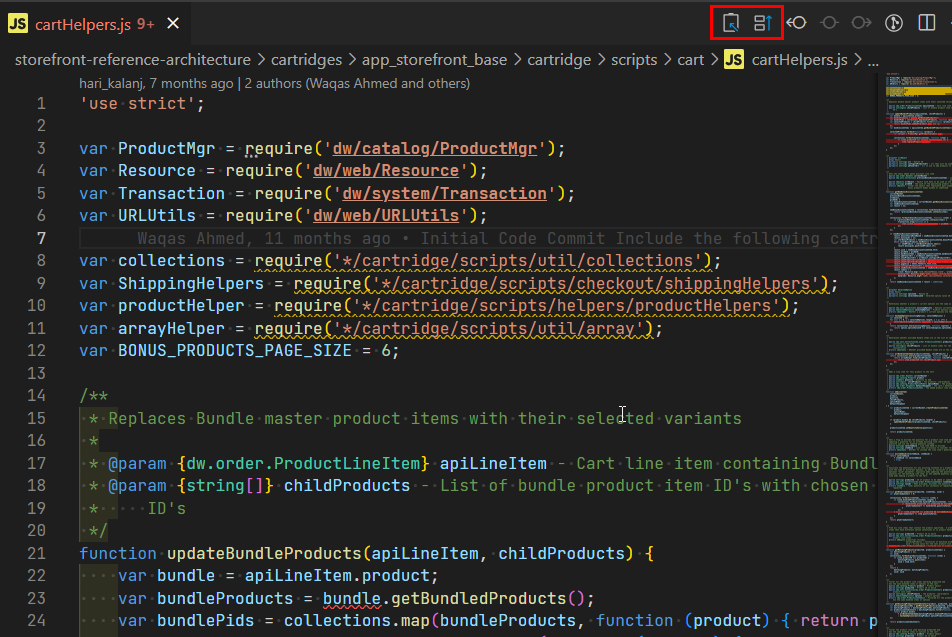 JS cartHelpers.js 9+
storefront-reference-architecture > cartridges > app_storefront_base > cartridge > scripts > cart > JS cartHelpers.js > ...
hari_kalanj, 7 months ago | 2 authors (Waqas Ahmed and others)
1 'use strict';
2
3 var ProductMgr = require('dw/catalog/ProductMgr');
4 var Resource = require('dw/web/Resource');
5 var Transaction = require('dw/system/Transaction');
6 var URLUtils = require('dw/web/URLUtils');
7 Waqas Ahmed, 11 months ago • Initial Code Commit Include the following cartr
8 var collections = require('*/cartridge/scripts/util/collections');
9 var ShippingHelpers = require('*/cartridge/scripts/checkout/shippingHelpers');
10 var productHelper = require('*/cartridge/scripts/helpers/productHelpers');
11 var arrayHelper = require('*/cartridge/scripts/util/array');
12 var BONUS_PRODUCTS_PAGE_SIZE = 6;
13
14 /**
15 * Replaces Bundle master product items with their selected variants
16 *
17 * @param {dw.order.ProductLineItem} apiLineItem - Cart line item containing Bundl
18 * @param {string[]} childProducts - List of bundle product item ID's with chosen
19 * ID's
20 */
21 function updateBundleProducts(apiLineItem, childProducts) {
22 var bundle = apiLineItem.product;
23 var bundleProducts = bundle.getBundledProducts();
24 var bundlePids = collections.map(bundleProducts, function (product) { return p